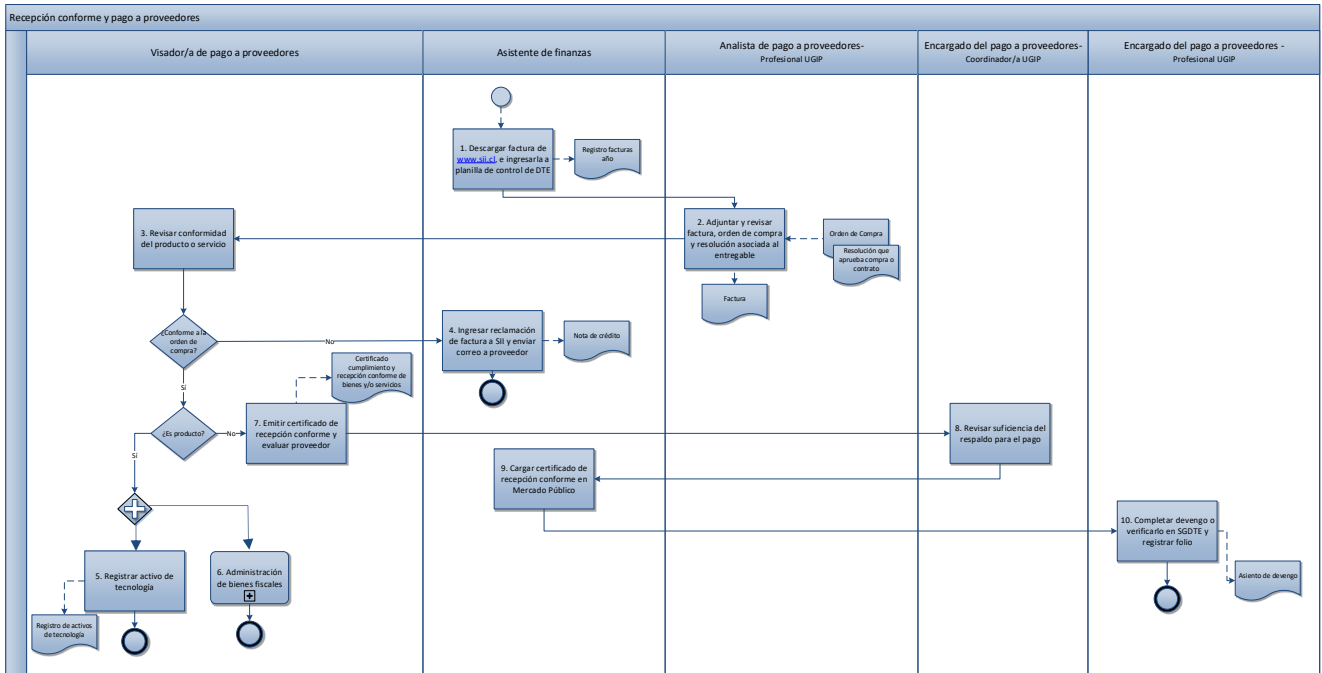 Recepción conforme y pago a proveedores
Visador/a de pago a proveedores
Asistente de finanzas
Analista de pago a proveedores-
Profesional UGIP
Encargado del pago a proveedores-
Coordinador/a UGIP
Encargado del pago a proveedores -
Profesional UGIP
1. Descargar factura de
www.sii.cl, e ingresarla a
planilla de control de DTE
Registro facturas
año
2. Adjuntar y revisar
factura, orden de compra
y resolución asociada al
entregable
Orden de Compra
Resolución que
aprueba compra o
contrato
Factura
3. Revisar conformidad
del producto o servicio
¿Conforme a la
orden de
compra?
No
4. Ingresar reclamación
de factura a SII y enviar
correo a proveedor
Nota de crédito
Sí
Certificado
cumplimiento y
recepción conforme de
bienes y/o servicios
¿Es producto?
No
7. Emitir certificado de
recepción conforme y
evaluar proveedor
8. Revisar suficiencia del
respaldo para el pago
Sí
9. Cargar certificado de
recepción conforme en
Mercado Público
10. Completar devengo o
verificarlo en SGDTE y
registrar folio
Asiento de devengo
5. Registrar activo de
tecnología
6. Administración
de bienes fiscales
Registro de activos
de tecnología